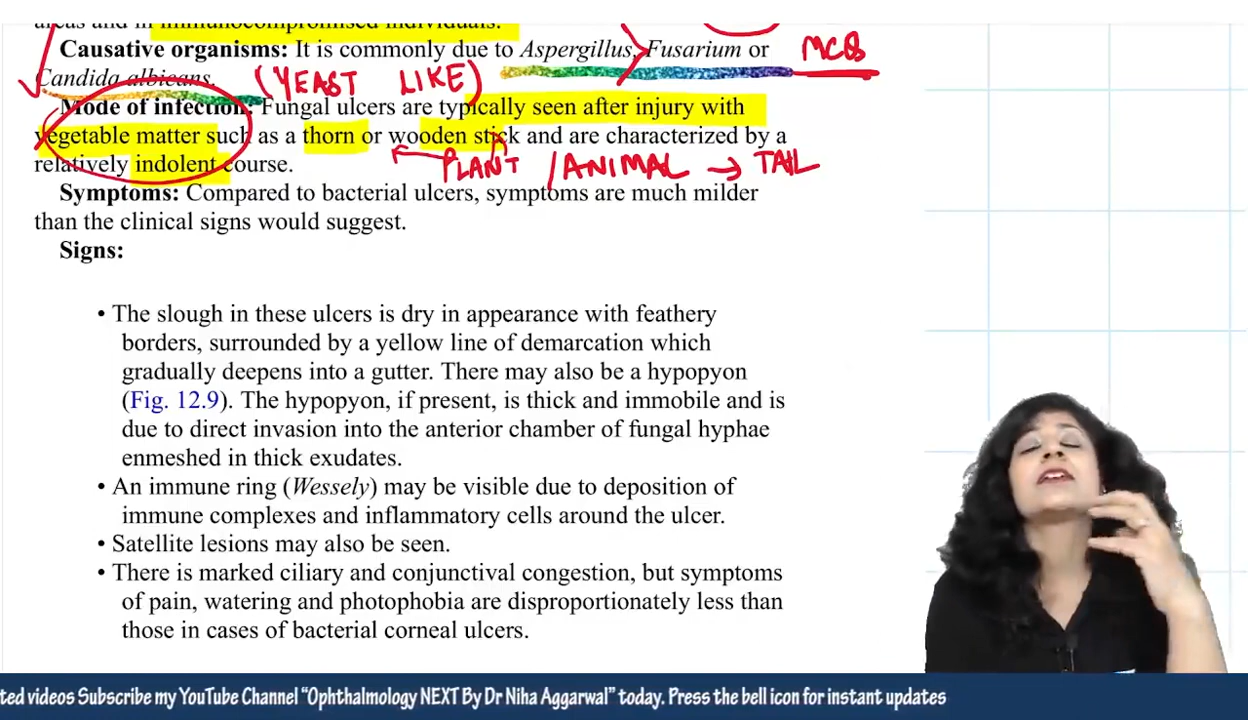 areas and in immunocompromised individuals.
Causative organisms: It is commonly due to Aspergillus, Fusarium or MCQ
Candida albicans. (YEAST LIKE)
Mode of infection: Fungal ulcers are typically seen after injury with
vegetable matter such as a thorn or wooden stick and are characterized by a
relatively indolent course. PLANT / ANIMAL → TAIL
Symptoms: Compared to bacterial ulcers, symptoms are much milder
than the clinical signs would suggest.
Signs:
• The slough in these ulcers is dry in appearance with feathery
borders, surrounded by a yellow line of demarcation which
gradually deepens into a gutter. There may also be a hypopyon
(Fig. 12.9). The hypopyon, if present, is thick and immobile and is
due to direct invasion into the anterior chamber of fungal hyphae
enmeshed in thick exudates.
• An immune ring (Wessely) may be visible due to deposition of
immune complexes and inflammatory cells around the ulcer.
• Satellite lesions may also be seen.
• There is marked ciliary and conjunctival congestion, but symptoms
of pain, watering and photophobia are disproportionately less than
those in cases of bacterial corneal ulcers.
ted videos Subscribe my YouTube Channel “Ophthalmology NEXT By Dr Niha Aggarwal” today. Press the bell icon for instant updates